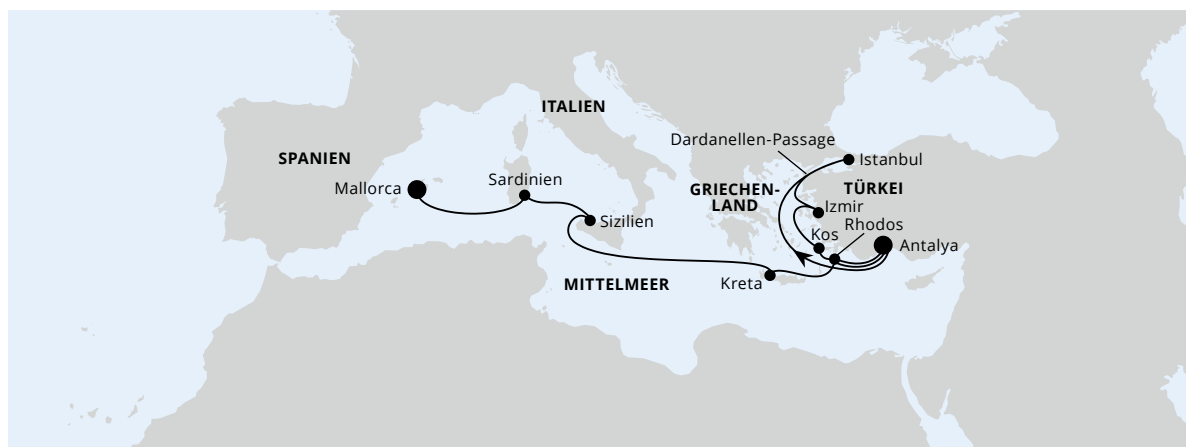 ITALIEN
Dardanellen-Passage
SPANIEN
Istanbul
Mallorca
Sardinien
GRIECHEN-
LAND
TÜRKEI
Izmir
Sizilien
Rhodos
Kos
Antalya
Kreta
MITTELMEER